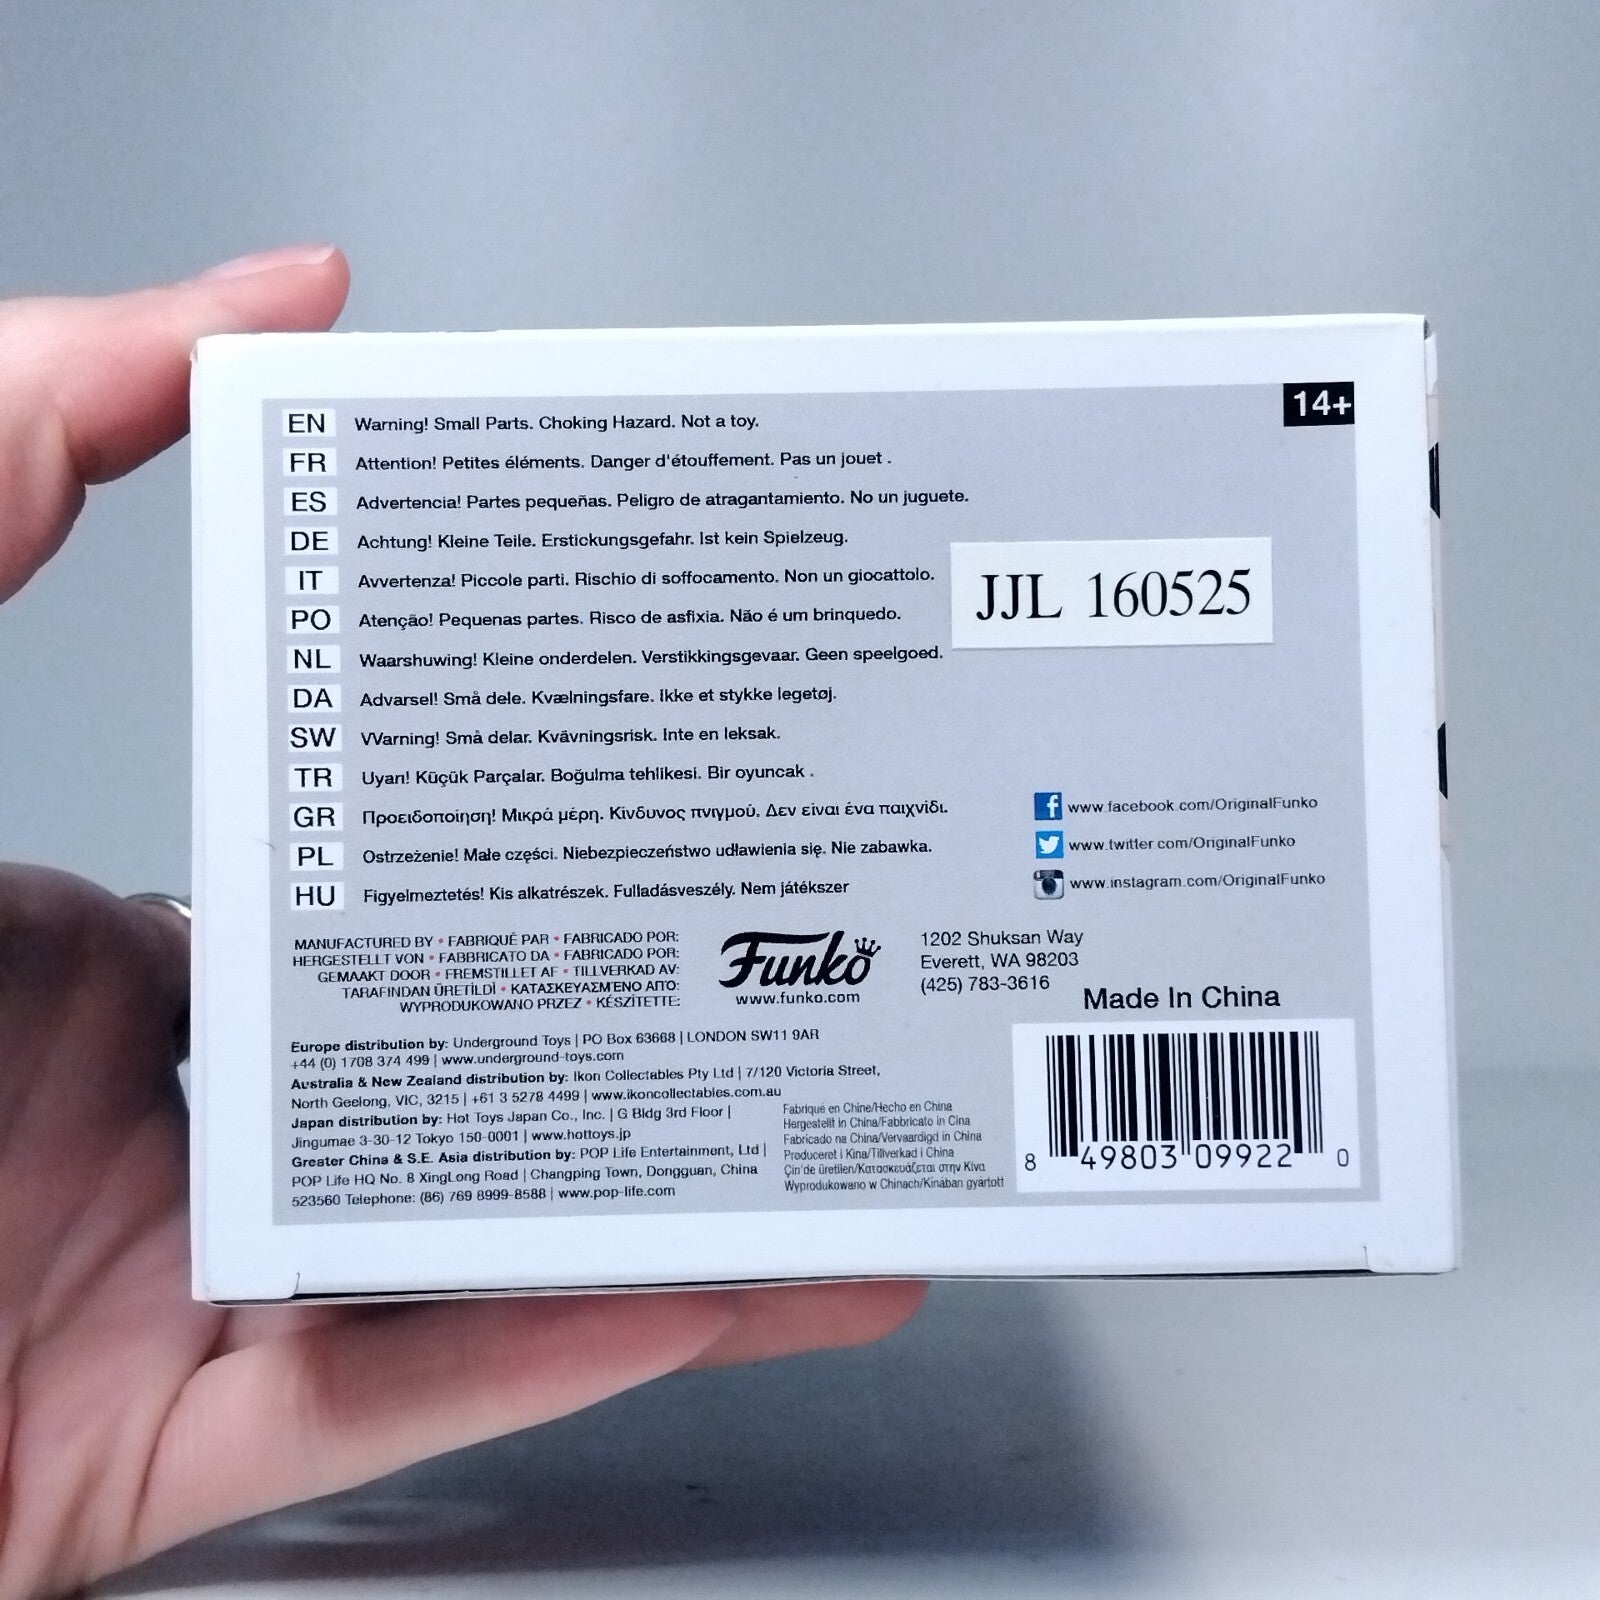 14+
EN Warning! Small Parts. Choking Hazard. Not a toy.
FR Attention! Petites éléments. Danger d'étouffement. Pas un jouet .
ES Advertencia! Partes pequeñas. Peligro de atragantamiento. No un juguete.
DE Achtung! Kleine Teile. Erstickungsgefahr. Ist kein Spielzeug.
IT Avvertenza! Piccole parti. Rischio di soffocamento. Non un giocattolo.
PO Atenção! Pequenas partes. Risco de asfixia. Não é um brinquedo.
NL Waarshuwing! Kleine onderdelen. Verstikkingsgevaar. Geen speelgoed.
DA Advarsel! Små dele. Kvælningsfare. Ikke et stykke legetøj.
SW Warning! Små delar. Kvävningsrisk. Inte en leksak.
TR Uyarı! Küçük Parçalar. Boğulma tehlikesi. Bir oyuncak .
GR Προειδοποίηση! Μικρά μέρη. Κίνδυνος πνιγμού. Δεν είναι ένα παιχνίδι.
PL Ostrzeżenie! Małe części. Niebezpieczeństwo udławienia się. Nie zabawka.
HU Figyelmeztetés! Kis alkatrészek. Fulladásveszély. Nem játékszer
JJL 160525
www.facebook.com/OriginalFunko
www.twitter.com/OriginalFunko
www.instagram.com/OriginalFunko
MANUFACTURED BY • FABRIQUÉ PAR • FABRICADO POR:
HERGESTELLT VON • FABBRICATO DA • FABRICADO POR:
GEMAAKT DOOR • FREMSTILLET AF • TILLVERKAD AV:
TARAFINDAN ÜRETİLDİ • ΚΑΤΑΣΚΕΥΑΣΜΈΝΟ ΑΠΌ:
WYPRODUKOWANO PRZEZ • KÉSZÍTETTE:
Funko
www.funko.com
1202 Shuksan Way
Everett, WA 98203
(425) 783-3616
Made In China
Europe distribution by: Underground Toys | PO Box 63668 | LONDON SW11 9AR
+44 (0) 1708 374 499 | www.underground-toys.com
Australia & New Zealand distribution by: Ikon Collectables Pty Ltd | 7/120 Victoria Street,
North Geelong, VIC, 3215 | +61 3 5278 4499 | www.ikoncollectables.com.au
Japan distribution by: Hot Toys Japan Co., Inc. | G Bldg 3rd Floor |
Jingumae 3-30-12 Tokyo 150-0001 | www.hottoys.jp
Greater China & S.E. Asia distribution by: POP Life Entertainment, Ltd |
POP Life HQ No. 8 XingLong Road | Changping Town, Dongguan, China
523560 Telephone: (86) 769 8999-8588 | www.pop-life.com
Fabriqué en Chine/Hecho en China
Hergestellt in China/Fabbricato in Cina
Fabricado na China/Vervaardigd in China
Produceret i Kina/Tillverkad i China
Çin'de üretilen/Κατασκευάζεται στην Κίνα
Wyprodukowano w Chinach/Kínában gyártott
8 49803 09922 0